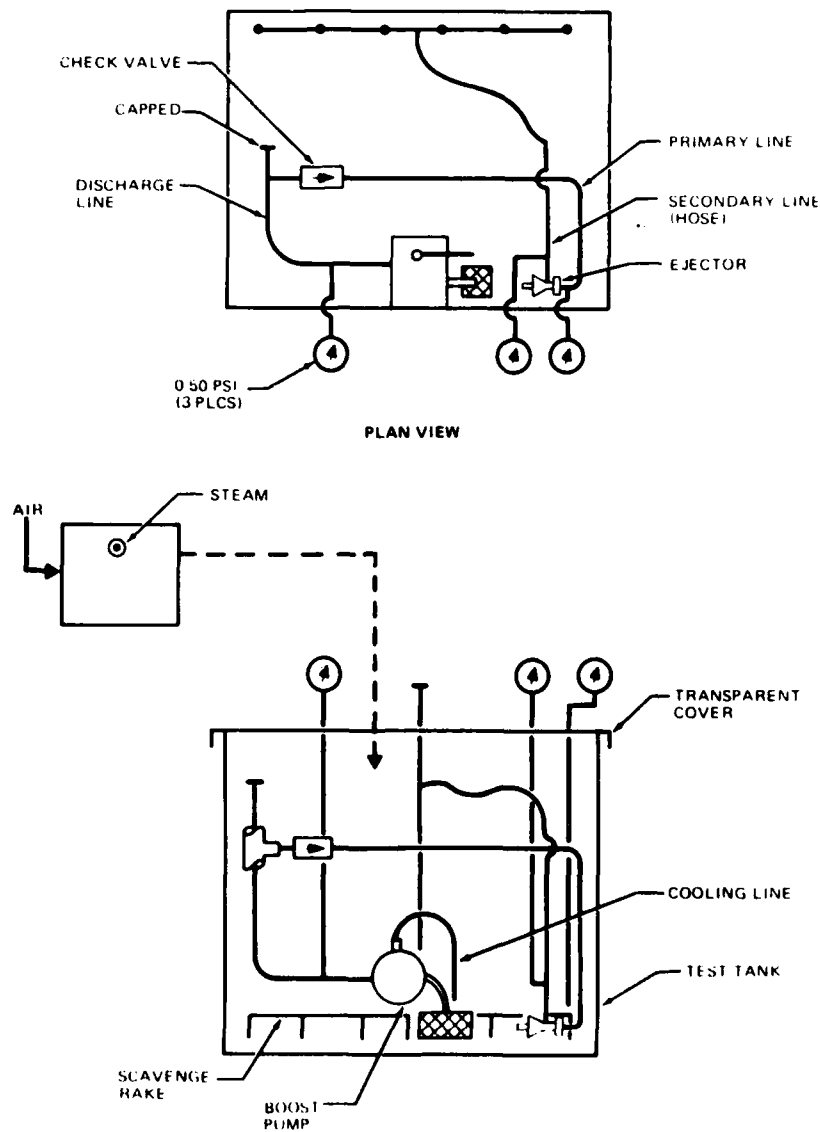 CHECK VALVE
CAPPED
DISCHARGE
LINE
PRIMARY LINE
SECONDARY LINE
(HOSE)
EJECTOR
0 50 PSI
(3 PLCS)
PLAN VIEW
STEAM
AIR
TRANSPARENT
COVER
COOLING LINE
TEST TANK
SCAVENGE
RAKE
BOOST
PUMP